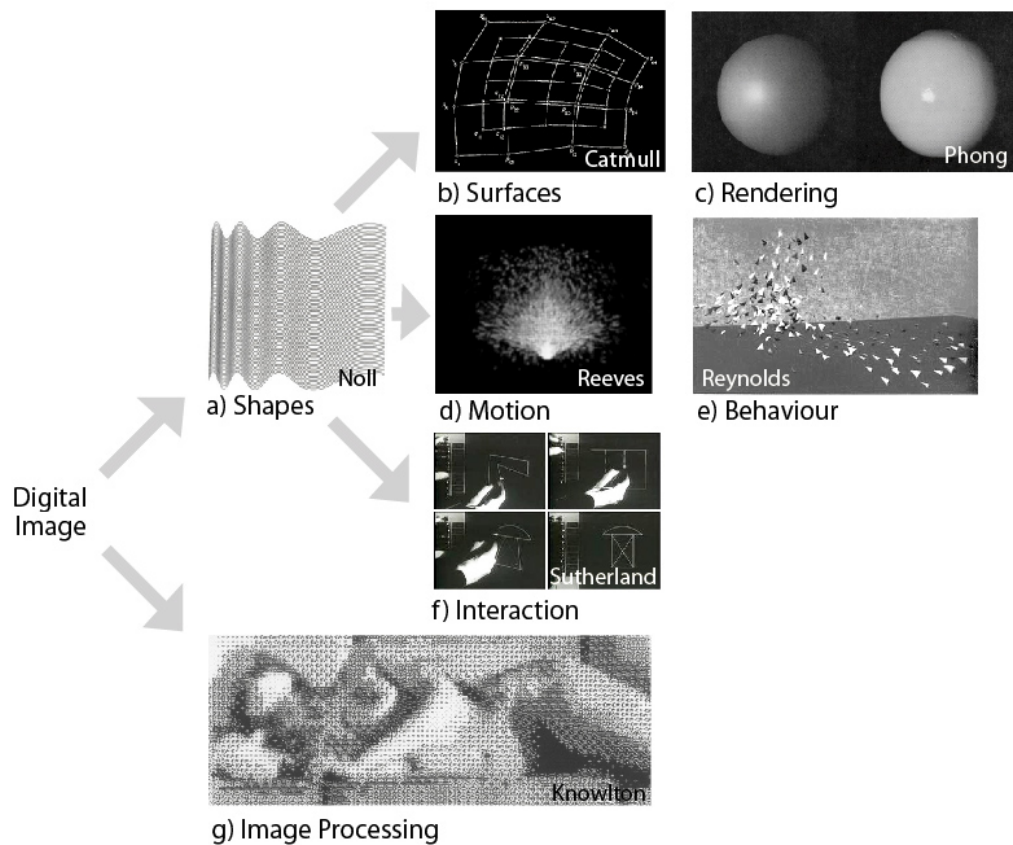 Catmull
b) Surfaces
Phong
c) Rendering
Noll
a) Shapes
Reeves
d) Motion
Reynolds
e) Behaviour
Digital
Image
Sutherland
f) Interaction
Knowlton
g) Image Processing